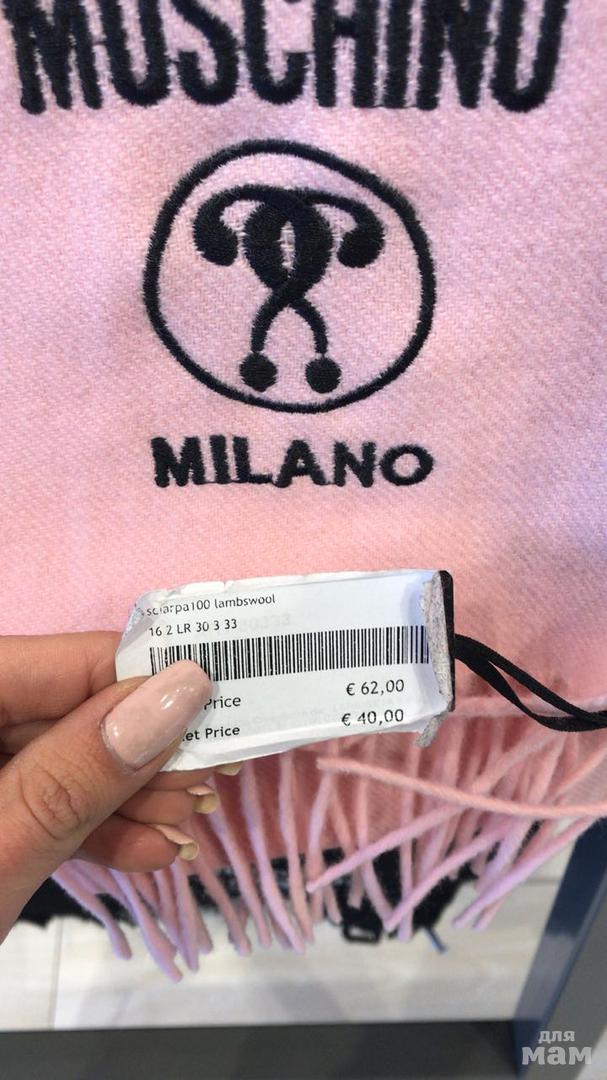 MOSCHINO
MILANO
sciarpa100 lambswool
16 2 LR 30 3 33
Price € 62,00
et Price € 40,00
для
мам